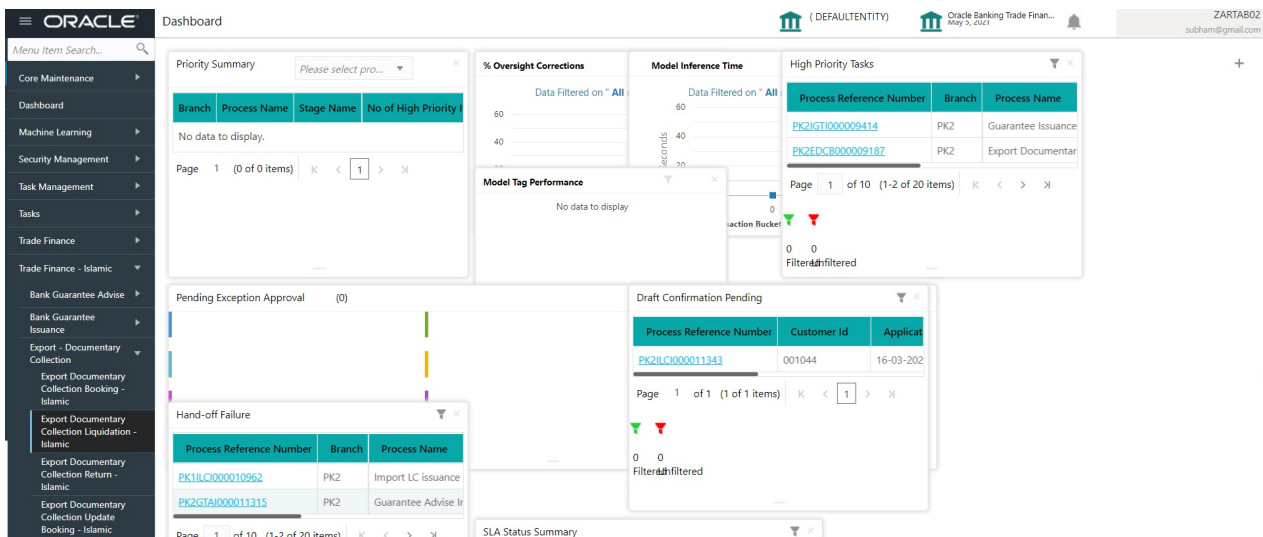 ORACLE
Dashboard
( DEFAULTENTITY)
Oracle Banking Trade Finan...
May 5, 2021
ZARTAB02
subham@gmail.com
Menu Item Search...
Core Maintenance
Dashboard
Machine Learning
Security Management
Task Management
Tasks
Trade Finance
Trade Finance - Islamic
Bank Guarantee Advise
Bank Guarantee
Issuance
Export - Documentary
Collection
Export Documentary
Collection Booking -
Islamic
Export Documentary
Collection Liquidation -
Islamic
Export Documentary
Collection Return -
Islamic
Export Documentary
Collection Update
Booking - Islamic
Priority Summary
Please select pro...
Branch Process Name Stage Name No of High Priority I
No data to display.
Page 1 (0 of 0 items) 1
% Oversight Corrections
Data Filtered on " All
60
40
Model Inference Time
Data Filtered on " All
60
40
20
Seconds
0
saction Bucket
Model Tag Performance
No data to display
High Priority Tasks
Process Reference Number Branch Process Name
PK2IGTI000009414 PK2 Guarantee Issuance
PK2EDCB000009187 PK2 Export Documentar
Page 1 of 10 (1-2 of 20 items)
0 0
Filtered Unfiltered
Pending Exception Approval (0)
Draft Confirmation Pending
Process Reference Number Customer Id Applicat
PK2ILCI000011343 001044 16-03-202
Page 1 of 1 (1 of 1 items) 1
0 0
Filtered Unfiltered
Hand-off Failure
Process Reference Number Branch Process Name
PK1ILCI000010962 PK2 Import LC issuance
PK2GTAI000011315 PK2 Guarantee Advise Ir
Page 1 of 10 (1-2 of 20 items)
SLA Status Summary